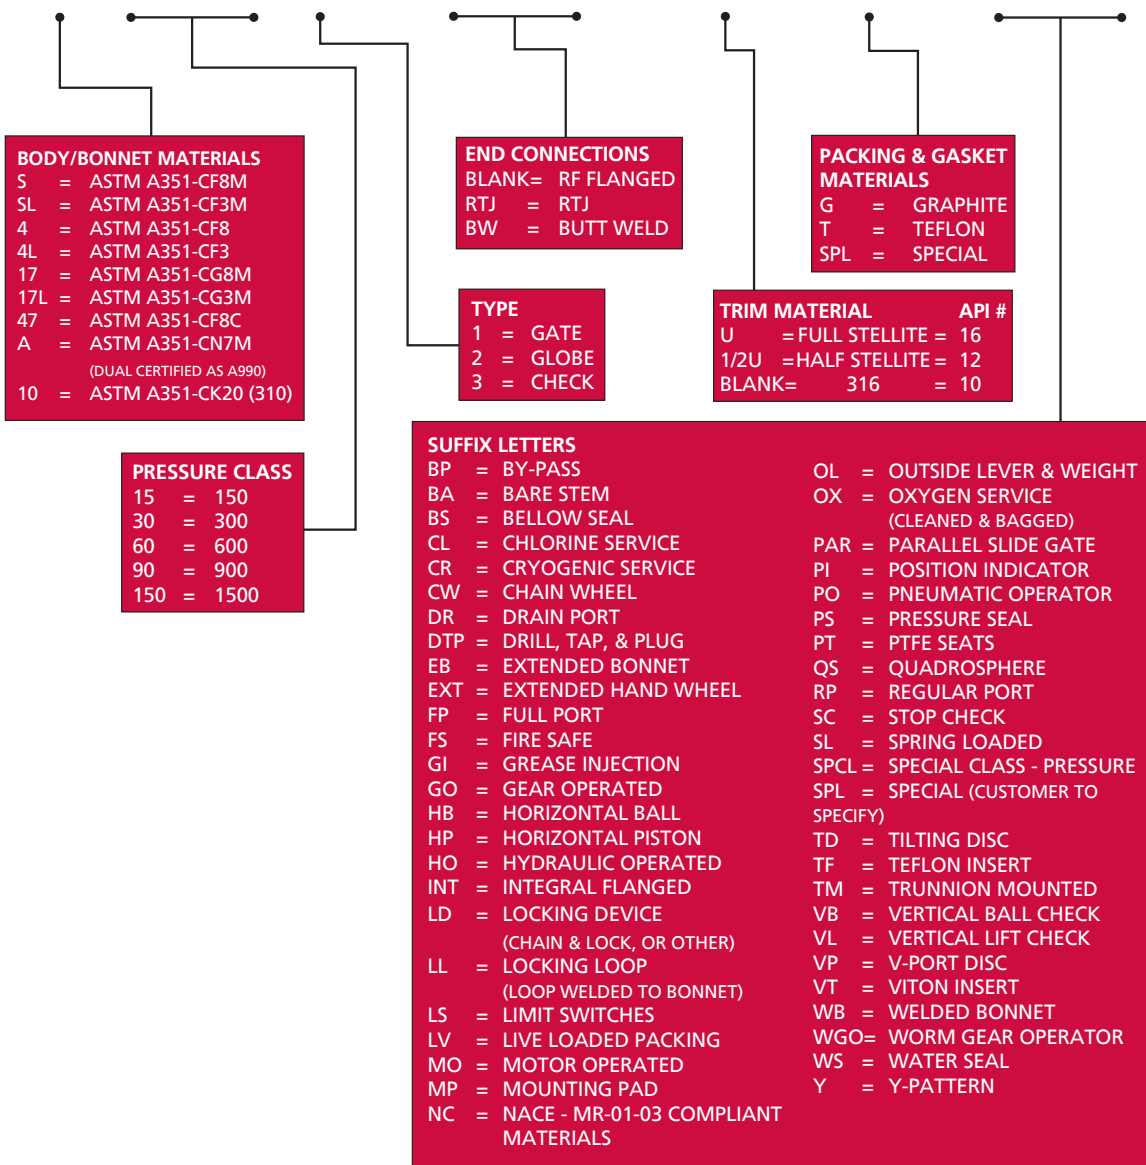 BODY/BONNET MATERIALS
S = ASTM A351-CF8M
SL = ASTM A351-CF3M
4 = ASTM A351-CF8
4L = ASTM A351-CF3
17 = ASTM A351-CG8M
17L = ASTM A351-CG3M
47 = ASTM A351-CF8C
A = ASTM A351-CN7M
(DUAL CERTIFIED AS A990)
10 = ASTM A351-CK20 (310)
END CONNECTIONS
BLANK= RF FLANGED
RTJ = RTJ
BW = BUTT WELD
PACKING & GASKET
MATERIALS
G = GRAPHITE
T = TEFLON
SPL = SPECIAL
TYPE
1 = GATE
2 = GLOBE
3 = CHECK
TRIM MATERIAL API #
U =FULL STELLITE = 16
1/2U =HALF STELLITE = 12
BLANK= 316 = 10
PRESSURE CLASS
15 = 150
30 = 300
60 = 600
90 = 900
150 = 1500
SUFFIX LETTERS
BP = BY-PASS
BA = BARE STEM
BS = BELLOW SEAL
CL = CHLORINE SERVICE
CR = CRYOGENIC SERVICE
CW = CHAIN WHEEL
DR = DRAIN PORT
DTP = DRILL, TAP, & PLUG
EB = EXTENDED BONNET
EXT = EXTENDED HAND WHEEL
FP = FULL PORT
FS = FIRE SAFE
GI = GREASE INJECTION
GO = GEAR OPERATED
HB = HORIZONTAL BALL
HP = HORIZONTAL PISTON
HO = HYDRAULIC OPERATED
INT = INTEGRAL FLANGED
LD = LOCKING DEVICE
(CHAIN & LOCK, OR OTHER)
LL = LOCKING LOOP
(LOOP WELDED TO BONNET)
LS = LIMIT SWITCHES
LV = LIVE LOADED PACKING
MO = MOTOR OPERATED
MP = MOUNTING PAD
NC = NACE - MR-01-03 COMPLIANT
MATERIALS
OL = OUTSIDE LEVER & WEIGHT
OX = OXYGEN SERVICE
(CLEANED & BAGGED)
PAR = PARALLEL SLIDE GATE
PI = POSITION INDICATOR
PO = PNEUMATIC OPERATOR
PS = PRESSURE SEAL
PT = PTFE SEATS
QS = QUADROSPHERE
RP = REGULAR PORT
SC = STOP CHECK
SL = SPRING LOADED
SPCL = SPECIAL CLASS - PRESSURE
SPL = SPECIAL (CUSTOMER TO
SPECIFY)
TD = TILTING DISC
TF = TEFLON INSERT
TM = TRUNNION MOUNTED
VB = VERTICAL BALL CHECK
VL = VERTICAL LIFT CHECK
VP = V-PORT DISC
VT = VITON INSERT
WB = WELDED BONNET
WGO= WORM GEAR OPERATOR
WS = WATER SEAL
Y = Y-PATTERN